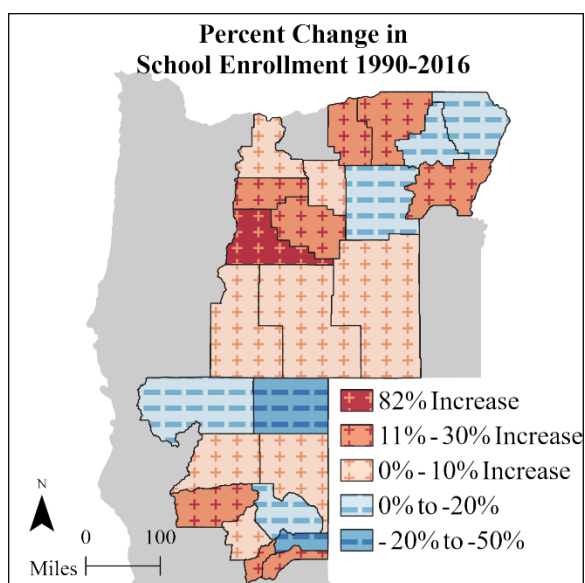 Percent Change in
School Enrollment 1990-2016
82% Increase
11% - 30% Increase
0% - 10% Increase
0% to -20%
-20% to -50%
N
0 100
Miles